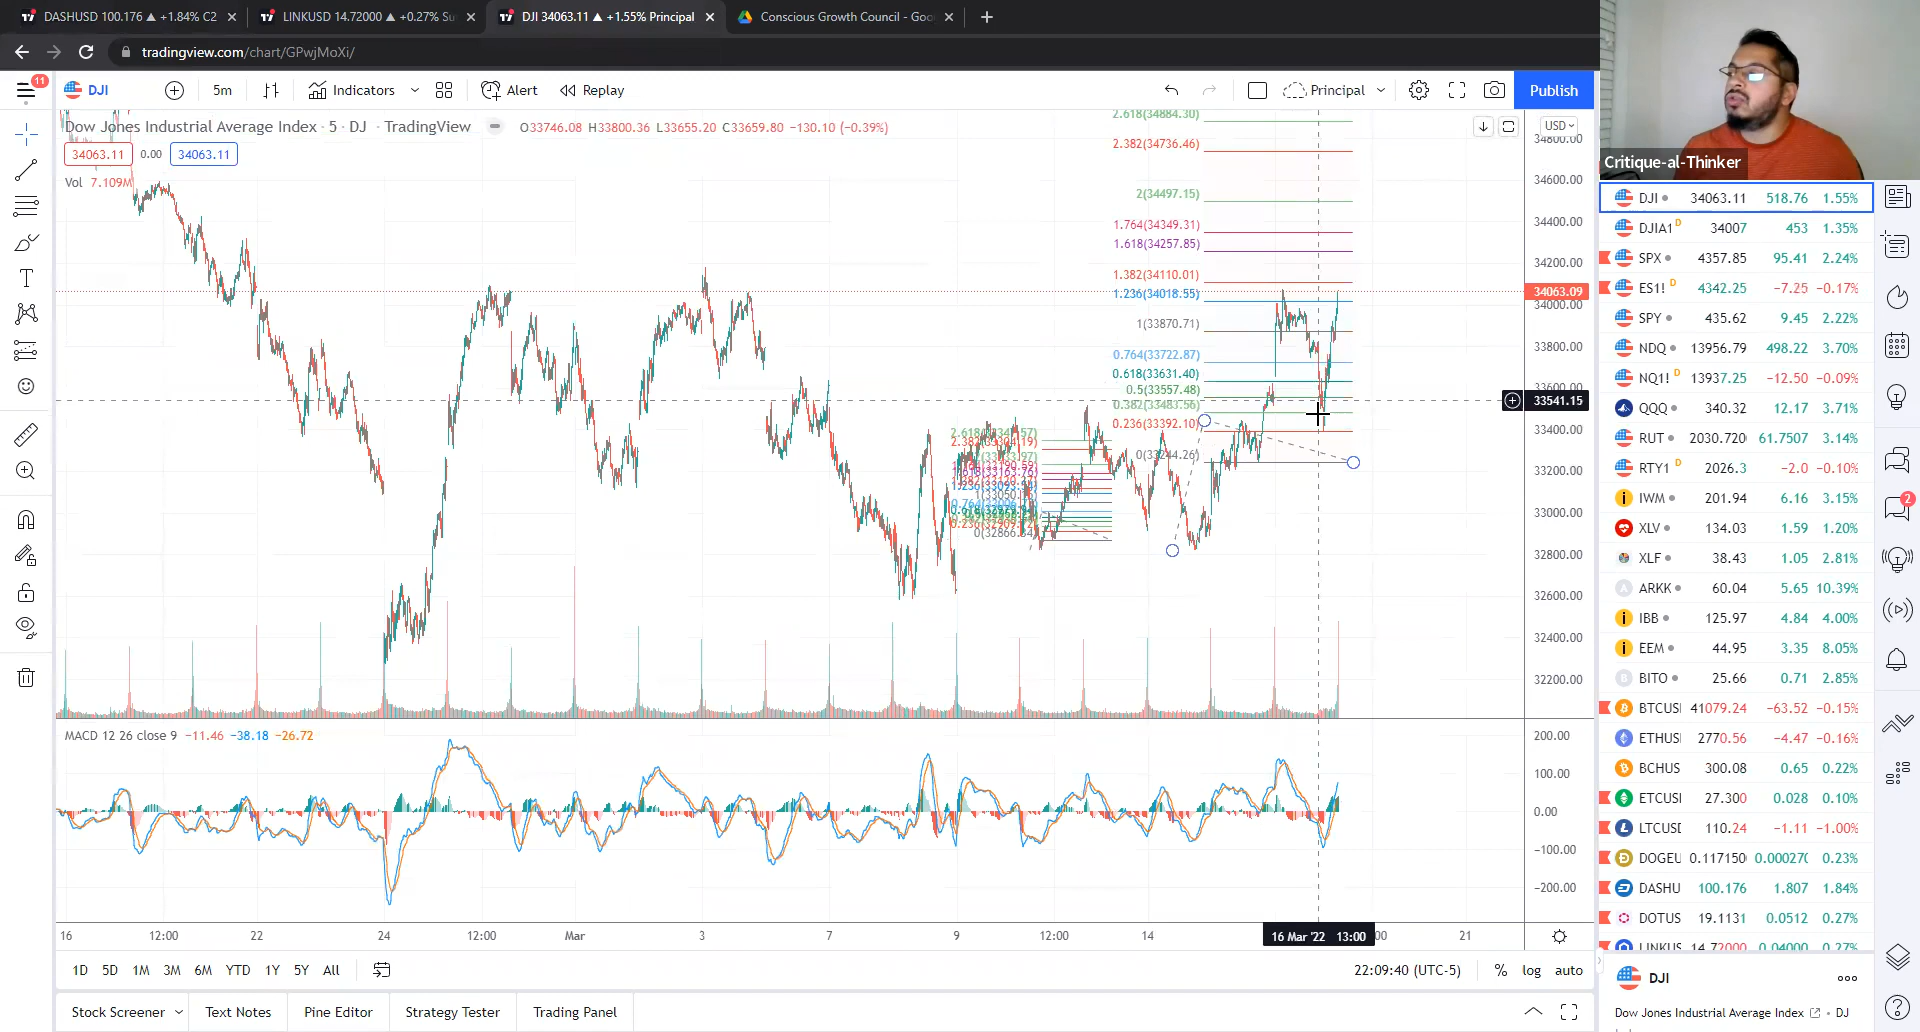 DASHUSD 100.176 ▲ +1.84% C2
LINKUSD 14.72000 ▲ +0.27% Su
DJI 34063.11 ▲ +1.55% Principal
Conscious Growth Council - Goo
tradingview.com/chart/GPwjMoXi/
11
DJI
5m
Indicators
Alert
Replay
Principal
Publish
Dow Jones Industrial Average Index · 5 · DJ · TradingView
O33746.08 H33800.36 L33655.20 C33659.80 −130.10 (−0.39%)
34063.11 0.00 34063.11
Vol 7.109M
USD
2.618(34884.30)
2.382(34736.46)
2(34497.15)
1.764(34349.31)
1.618(34257.85)
1.382(34110.01)
1.236(34018.55)
1(33870.71)
0.764(33722.87)
0.618(33631.40)
0.5(33557.48)
0.382(33483.56)
0.236(33392.10)
0(33244.26)
0(32866.64)
34800.00
34600.00
34400.00
34200.00
34063.09
34000.00
33800.00
33600.00
33541.15
33400.00
33200.00
33000.00
32800.00
32600.00
32400.00
32200.00
MACD 12 26 close 9 −11.46 −38.18 −26.72
200.00
100.00
0.00
−100.00
−200.00
16 12:00 22 24 12:00 Mar 3 7 9 12:00 14 16 Mar '22 13:00 :00 21
1D 5D 1M 3M 6M YTD 1Y 5Y All
22:09:40 (UTC-5) % log auto
Stock Screener Text Notes Pine Editor Strategy Tester Trading Panel
Critique-al-Thinker
DJI 34063.11 518.76 1.55%
DJIA1 D 34007 453 1.35%
SPX 4357.85 95.41 2.24%
ES1! D 4342.25 −7.25 −0.17%
SPY 435.62 9.45 2.22%
NDQ 13956.79 498.22 3.70%
NQ1! D 13937.25 −12.50 −0.09%
QQQ 340.32 12.17 3.71%
RUT 2030.720 61.7507 3.14%
RTY1 D 2026.3 −2.0 −0.10%
IWM 201.94 6.16 3.15%
XLV 134.03 1.59 1.20%
XLF 38.43 1.05 2.81%
ARKK 60.04 5.65 10.39%
IBB 125.97 4.84 4.00%
EEM 44.95 3.35 8.05%
BITO 25.66 0.71 2.85%
BTCUSI 41079.24 −63.52 −0.15%
ETHUSI 2770.56 −4.47 −0.16%
BCHUS 300.08 0.65 0.22%
ETCUSI 27.300 0.028 0.10%
LTCUSD 110.24 −1.11 −1.00%
DOGEU 0.117150 0.000270 0.23%
DASHU 100.176 1.807 1.84%
DOTUS 19.1131 0.0512 0.27%
LINKUS 14.72000 0.04000 0.27%
2
DJI
Dow Jones Industrial Average Index · DJ